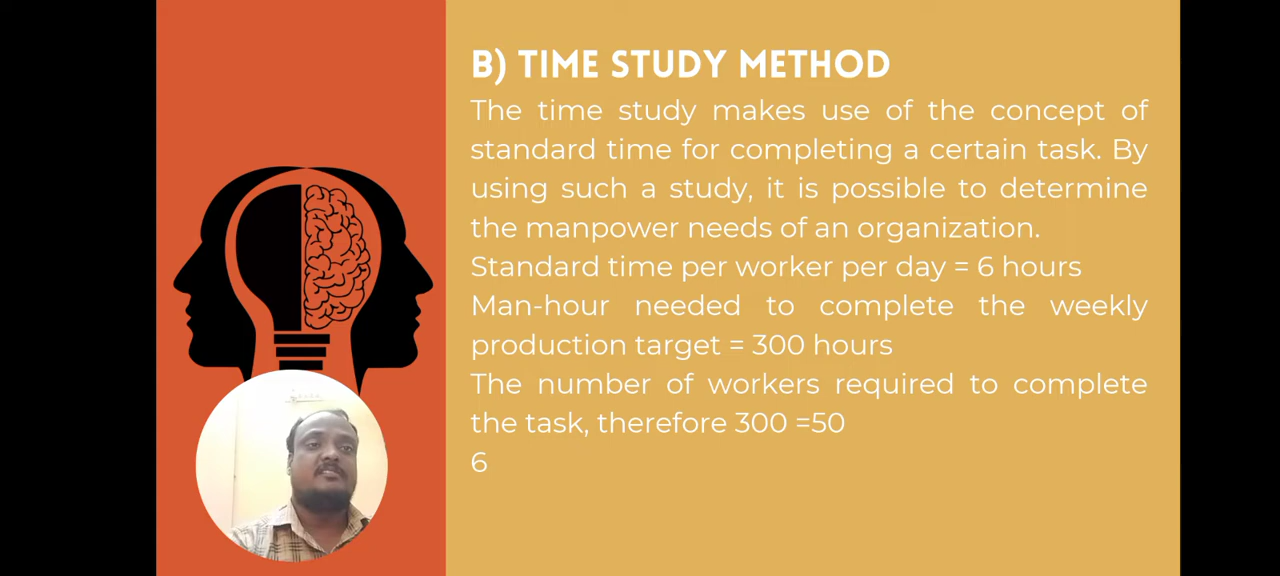 B) TIME STUDY METHOD
The time study makes use of the concept of
standard time for completing a certain task. By
using such a study, it is possible to determine
the manpower needs of an organization.
Standard time per worker per day = 6 hours
Man-hour needed to complete the weekly
production target = 300 hours
The number of workers required to complete
the task, therefore 300 =50
6